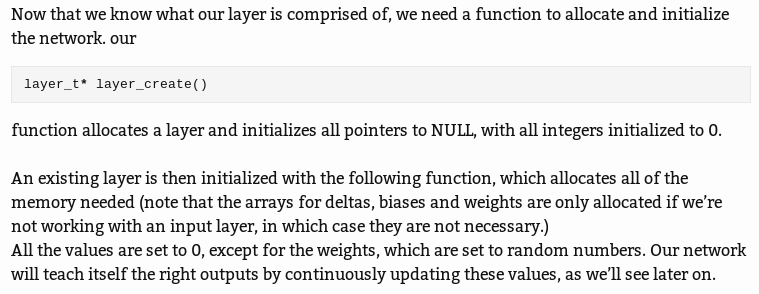 Now that we know what our layer is comprised of, we need a function to allocate and initialize
the network. our
layer_t* layer_create()
function allocates a layer and initializes all pointers to NULL, with all integers initialized to 0.
An existing layer is then initialized with the following function, which allocates all of the
memory needed (note that the arrays for deltas, biases and weights are only allocated if we’re
not working with an input layer, in which case they are not necessary.)
All the values are set to 0, except for the weights, which are set to random numbers. Our network
will teach itself the right outputs by continuously updating these values, as we’ll see later on.